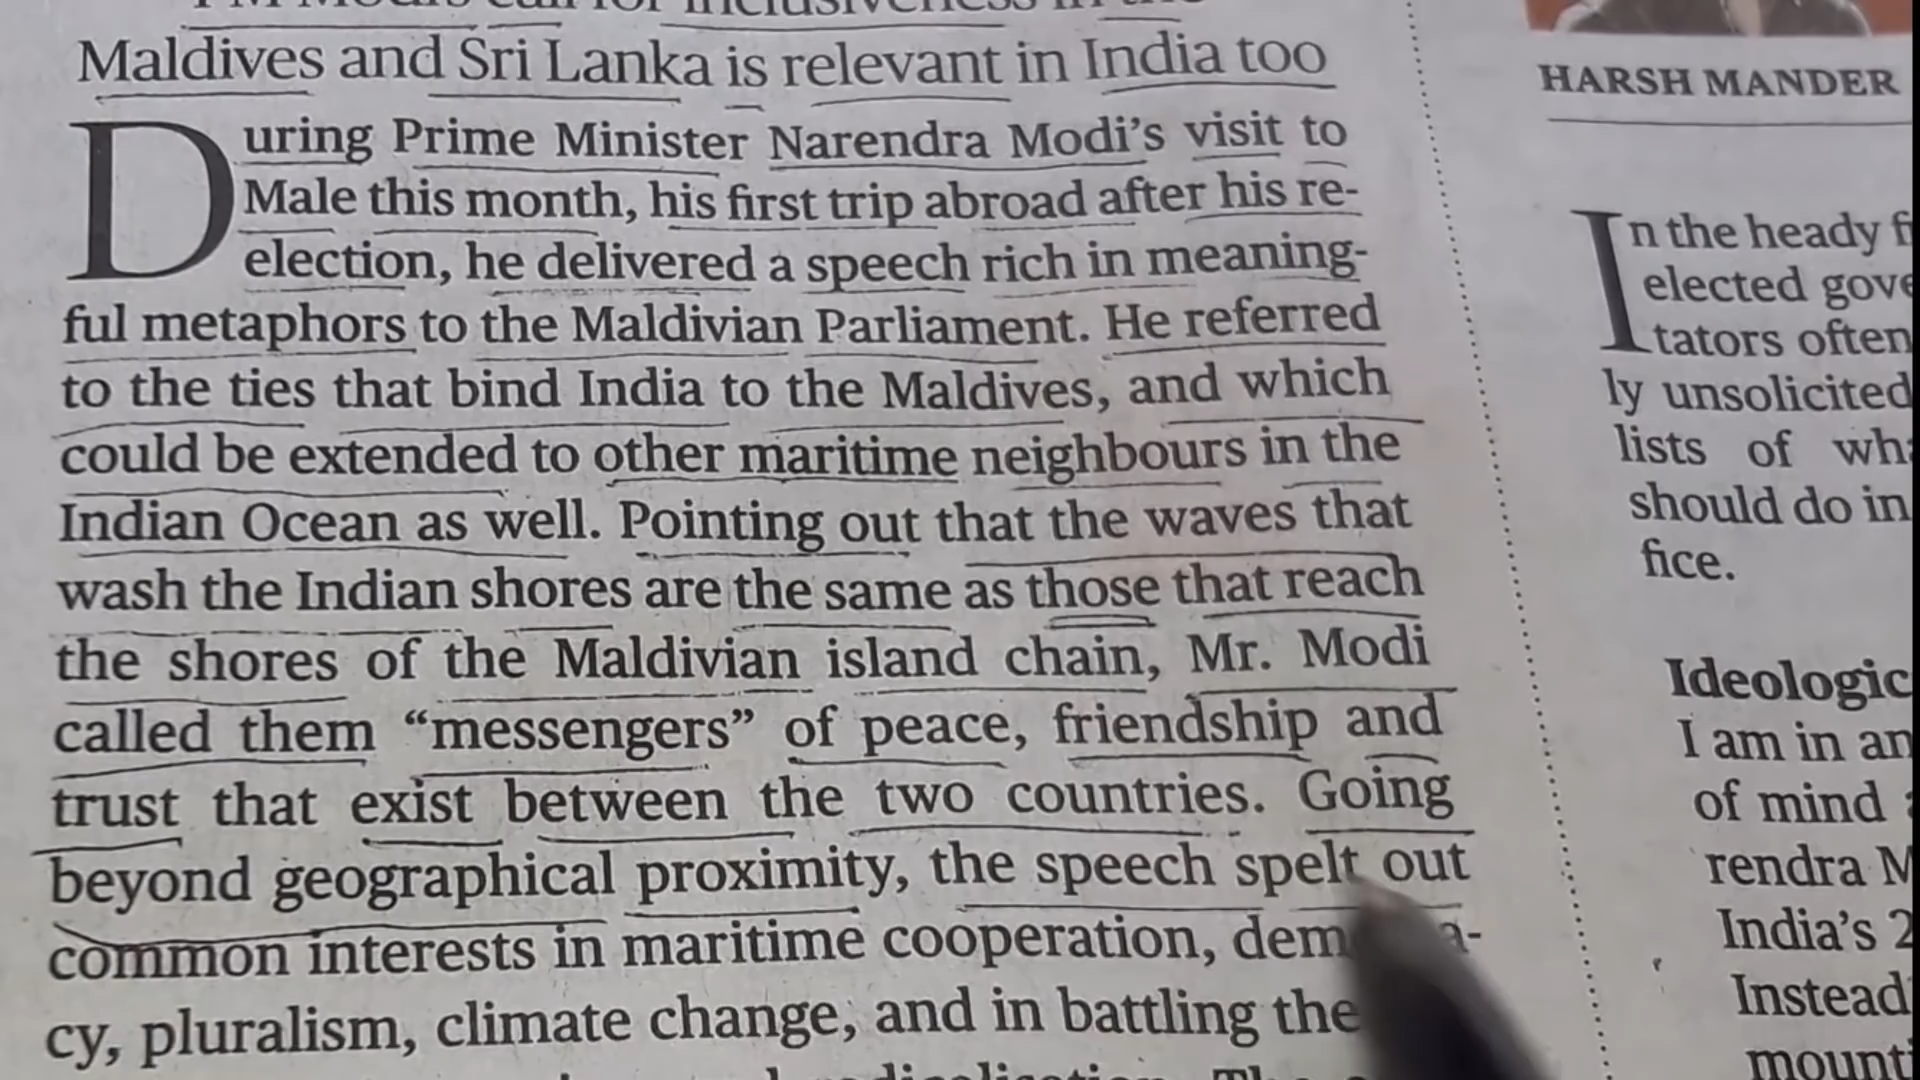 PM Modi's call for inclusiveness in the
Maldives and Sri Lanka is relevant in India too
During Prime Minister Narendra Modi's visit to
Male this month, his first trip abroad after his re-
election, he delivered a speech rich in meaning-
ful metaphors to the Maldivian Parliament. He referred
to the ties that bind India to the Maldives, and which
could be extended to other maritime neighbours in the
Indian Ocean as well. Pointing out that the waves that
wash the Indian shores are the same as those that reach
the shores of the Maldivian island chain, Mr. Modi
called them “messengers” of peace, friendship and
trust that exist between the two countries. Going
beyond geographical proximity, the speech spelt out
common interests in maritime cooperation,
cy, pluralism, climate change, and in battling the
HARSH MANDER
In the heady
elected
tators often
ly unsolicited
lists of
should do in
fice.
I am in an
of mind
India's
Instead